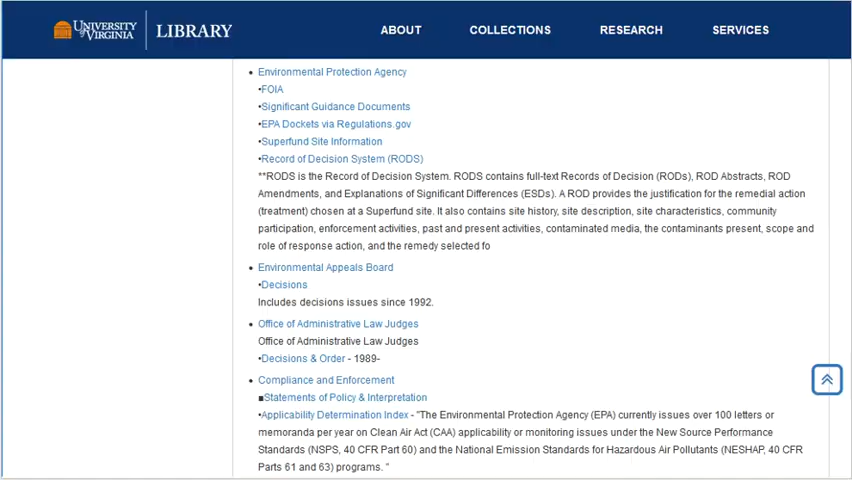 UNIVERSITY of VIRGINIA LIBRARY ABOUT COLLECTIONS RESEARCH SERVICES
• Environmental Protection Agency
•FOIA
•Significant Guidance Documents
•EPA Dockets via Regulations.gov
•Superfund Site Information
•Record of Decision System (RODS)
**RODS is the Record of Decision System. RODS contains full-text Records of Decision (RODs), ROD Abstracts, ROD
Amendments, and Explanations of Significant Differences (ESDs). A ROD provides the justification for the remedial action
(treatment) chosen at a Superfund site. It also contains site history, site description, site characteristics, community
participation, enforcement activities, past and present activities, contaminated media, the contaminants present, scope and
role of response action, and the remedy selected fo
• Environmental Appeals Board
•Decisions
Includes decisions issues since 1992.
• Office of Administrative Law Judges
Office of Administrative Law Judges
•Decisions & Order - 1989-
• Compliance and Enforcement
■Statements of Policy & Interpretation
•Applicability Determination Index - "The Environmental Protection Agency (EPA) currently issues over 100 letters or
memoranda per year on Clean Air Act (CAA) applicability or monitoring issues under the New Source Performance
Standards (NSPS, 40 CFR Part 60) and the National Emission Standards for Hazardous Air Pollutants (NESHAP, 40 CFR
Parts 61 and 63) programs. "